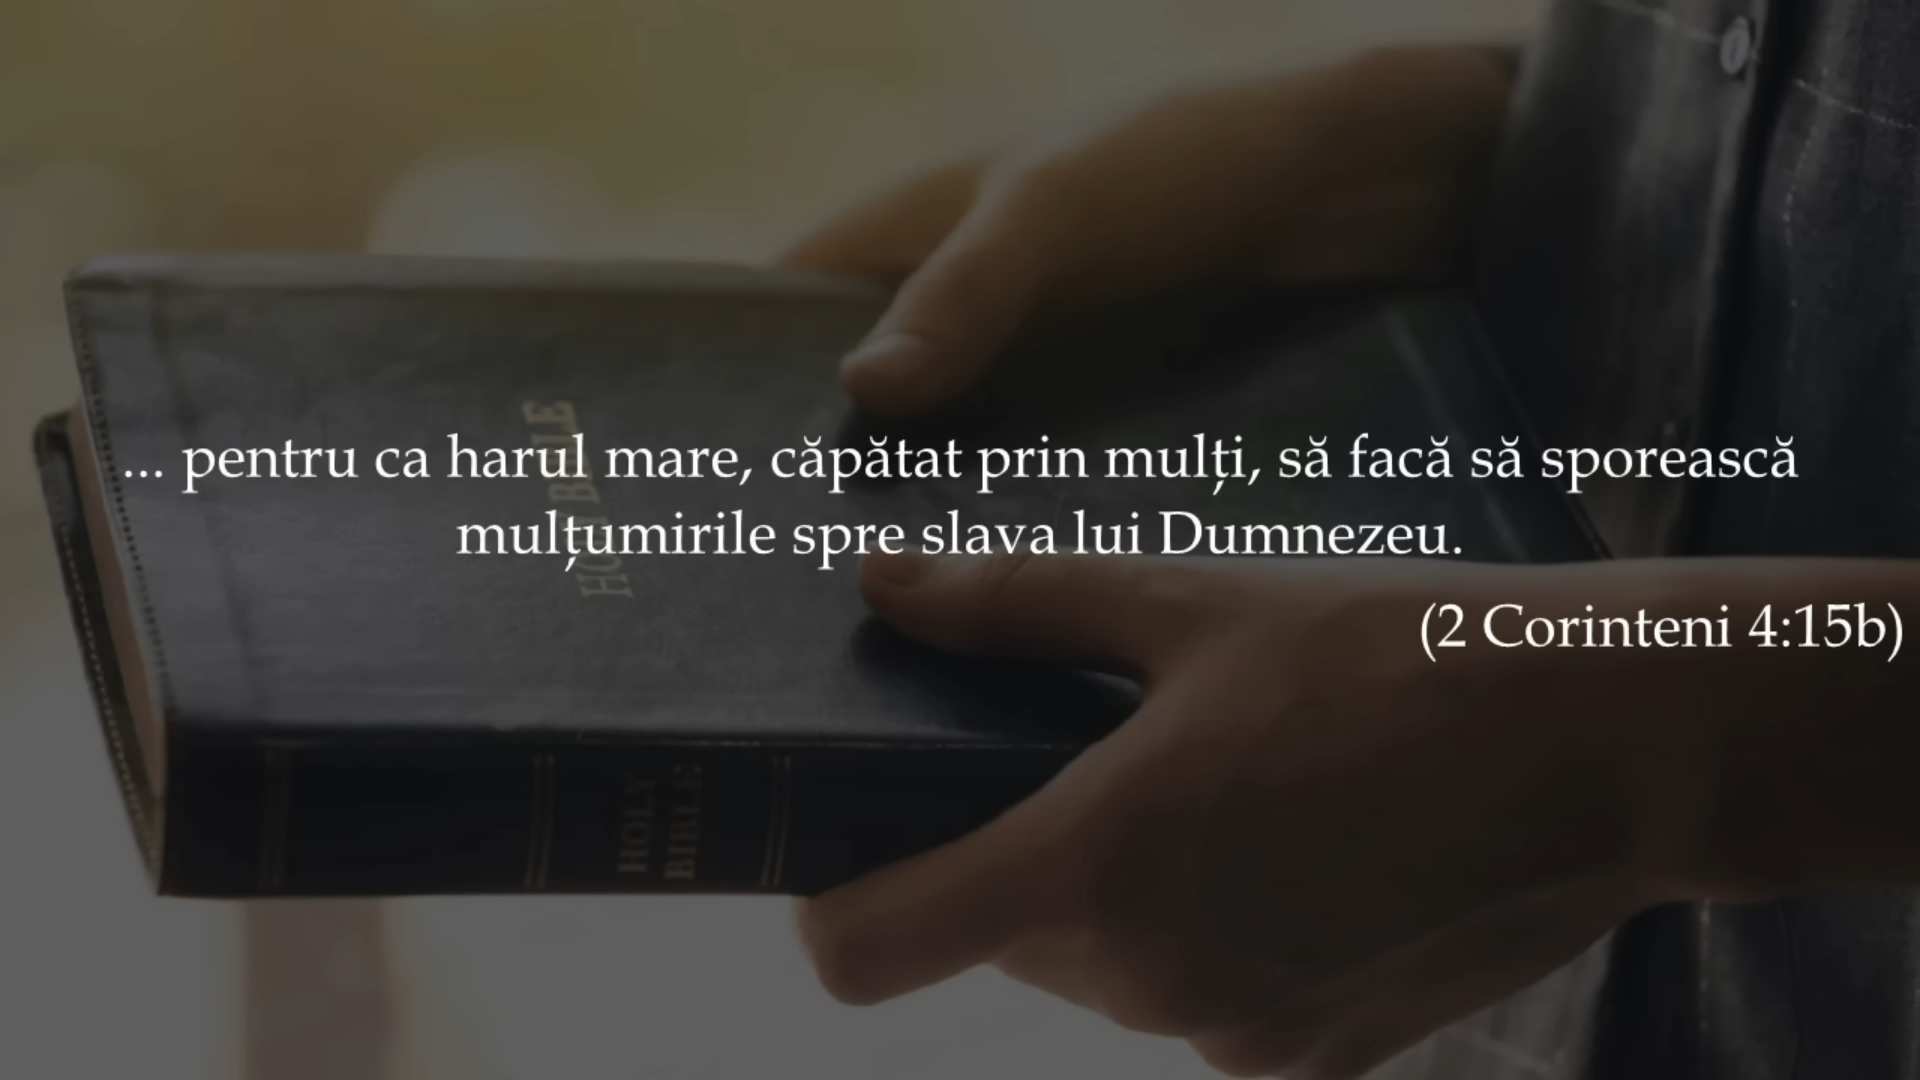 ... pentru ca harul mare, căpătat prin mulți, să facă să sporească
mulțumirile spre slava lui Dumnezeu.
(2 Corinteni 4:15b)
HOLY BIBLE
HOLY
BIBLE